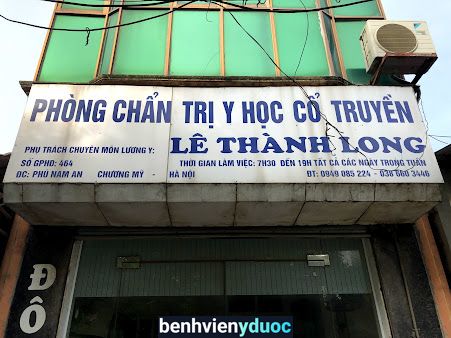 PHÒNG CHẨN TRỊ Y HỌC CỔ TRUYỀN
PHỤ TRÁCH CHUYÊN MÔN LƯƠNG Y: LÊ THÀNH LONG
SỐ GPHĐ: 464 THỜI GIAN LÀM VIỆC: 7H30 ĐẾN 19H TẤT CẢ CÁC NGÀY TRONG TUẦN
ĐC: PHÚ NAM AN CHƯƠNG MỸ - HÀ NỘI ĐT: 0949 085 224 - 038 660 3446
ĐÔ
benhvienyduoc